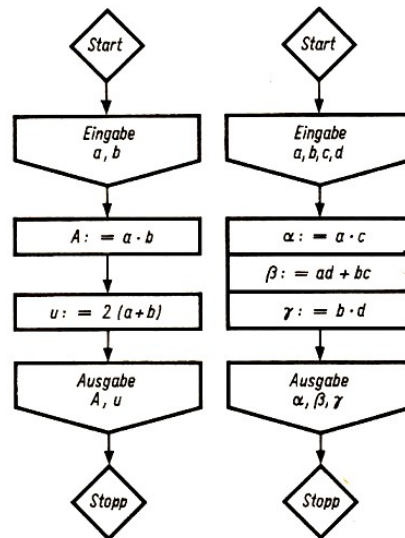 Start
Eingabe
a, b
A: = a · b
u: = 2 (a+b)
Ausgabe
A, u
Stopp
Start
Eingabe
a, b, c, d
α: = a · c
β: = ad + bc
γ: = b · d
Ausgabe
α, β, γ
Stopp